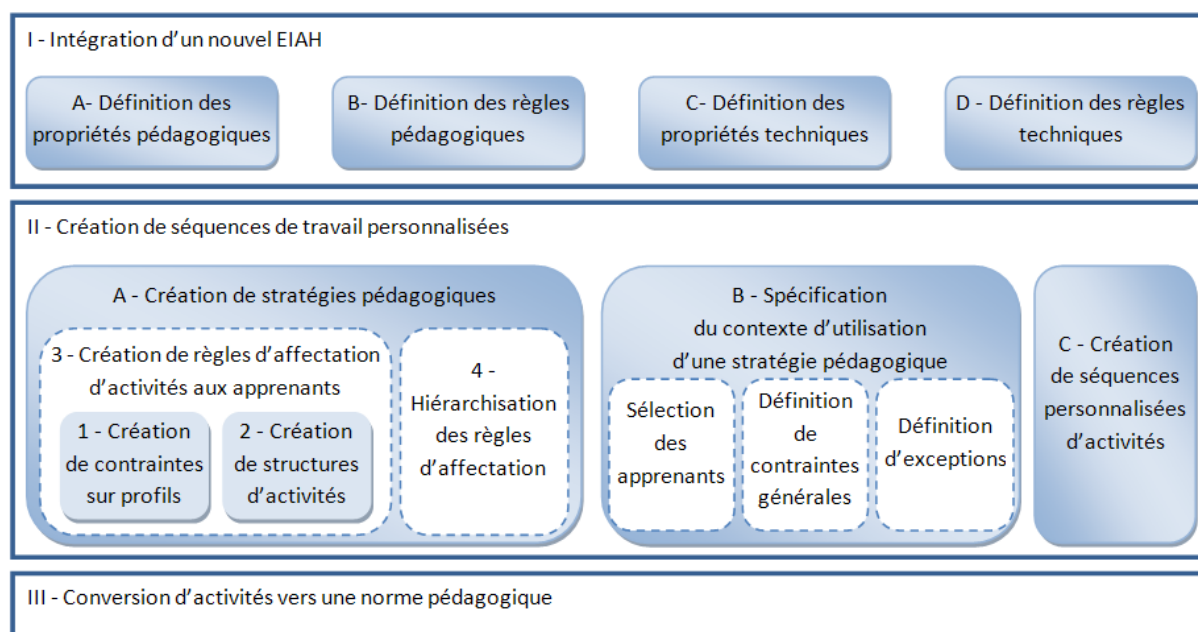 I - Intégration d'un nouvel EIAH
A- Définition des
propriétés pédagogiques
B- Définition des règles
pédagogiques
C- Définition des
propriétés techniques
D - Définition des règles
techniques
II - Création de séquences de travail personnalisées
A - Création de stratégies pédagogiques
3 - Création de règles d'affectation
d'activités aux apprenants
1 - Création
de contraintes
sur profils
2 - Création
de structures
d'activités
4 -
Hiérarchisation
des règles
d'affectation
B - Spécification
du contexte d'utilisation
d'une stratégie pédagogique
Sélection
des
apprenants
Définition
de
contraintes
générales
Définition
d'exceptions
C - Création
de séquences
personnalisées
d'activités
III - Conversion d'activités vers une norme pédagogique